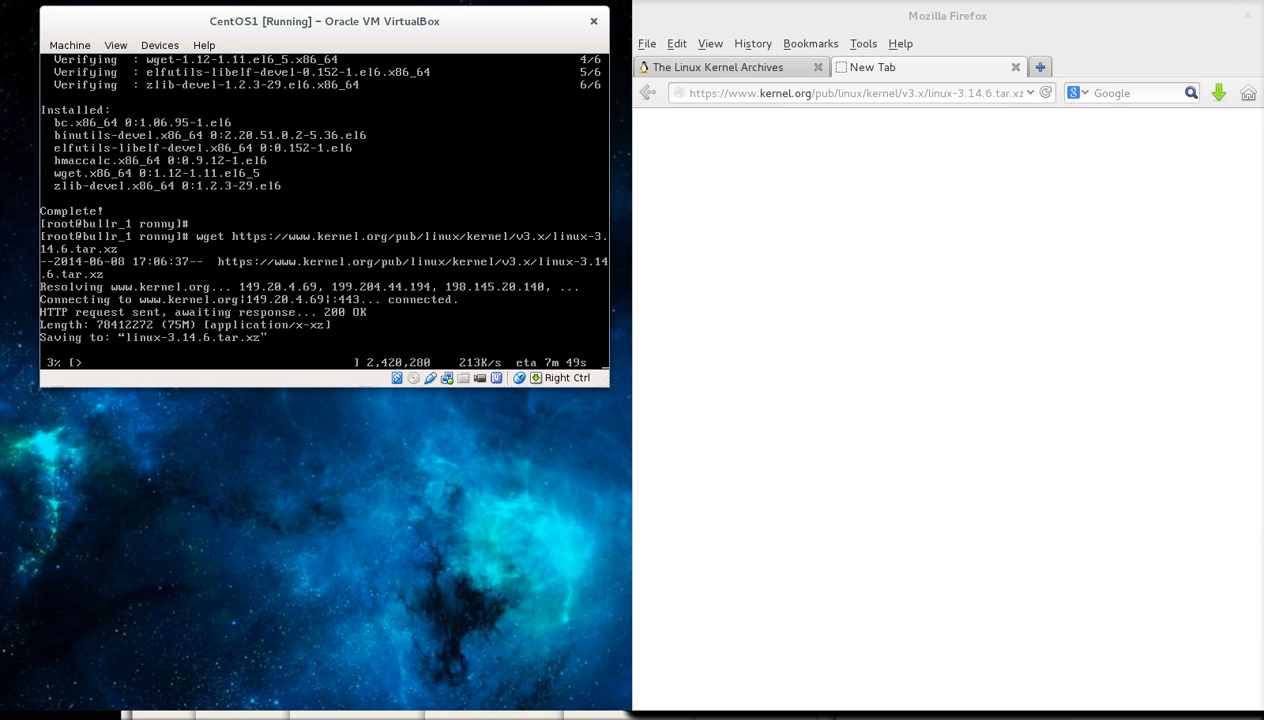 CentOS1 [Running] - Oracle VM VirtualBox
Machine View Devices Help
Verifying : wget-1.12-1.11.el6_5.x86_64 4/6
Verifying : elfutils-libelf-devel-0.152-1.el6.x86_64 5/6
Verifying : zlib-devel-1.2.3-29.el6.x86_64 6/6
Installed:
bc.x86_64 0:1.06.95-1.el6
binutils-devel.x86_64 0:2.20.51.0.2-5.36.el6
elfutils-libelf-devel.x86_64 0:0.152-1.el6
hmaccalc.x86_64 0:0.9.12-1.el6
wget.x86_64 0:1.12-1.11.el6_5
zlib-devel.x86_64 0:1.2.3-29.el6
Complete!
[root@bullr_1 ronny]#
[root@bullr_1 ronny]# wget https://www.kernel.org/pub/linux/kernel/v3.x/linux-3.
14.6.tar.xz
--2014-06-08 17:06:37-- https://www.kernel.org/pub/linux/kernel/v3.x/linux-3.14
.6.tar.xz
Resolving www.kernel.org... 149.20.4.69, 199.204.44.194, 198.145.20.140, ...
Connecting to www.kernel.org|149.20.4.69|:443... connected.
HTTP request sent, awaiting response... 200 OK
Length: 78412272 (75M) [application/x-xz]
Saving to: “linux-3.14.6.tar.xz”
3% [> ] 2,420,280 213K/s eta 7m 49s _
Right Ctrl
Mozilla Firefox
File Edit View History Bookmarks Tools Help
The Linux Kernel Archives New Tab
https://www.kernel.org/pub/linux/kernel/v3.x/linux-3.14.6.tar.xz Google